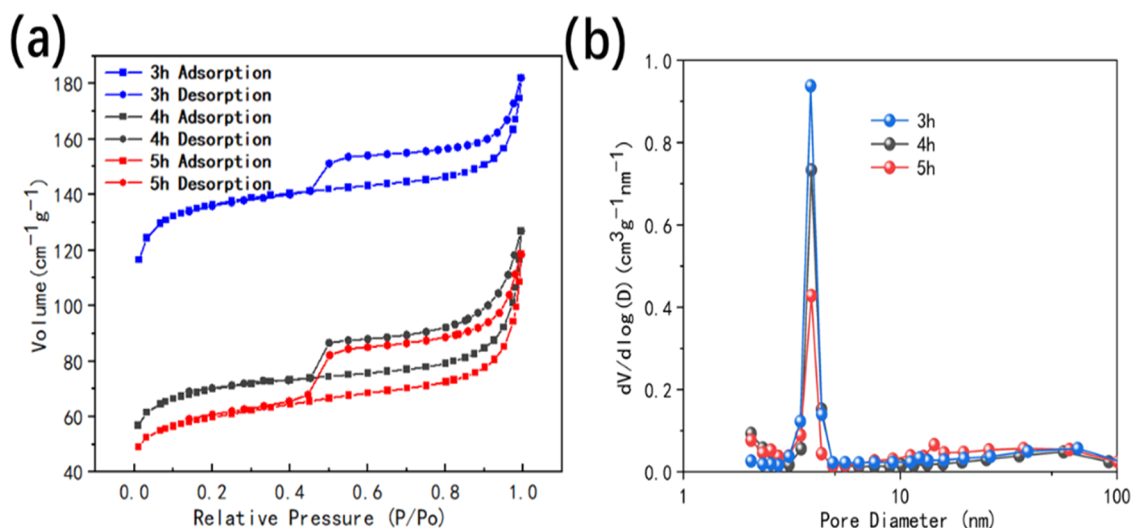 (a)
180
160
140
120
100
80
60
40
0.0 0.2 0.4 0.6 0.8 1.0
Volume(cm⁻¹g⁻¹)
Relative Pressure (P/Po)
3h Adsorption
3h Desorption
4h Adsorption
4h Desorption
5h Adsorption
5h Desorption
(b)
1.0
0.8
0.6
0.4
0.2
0.0
1 10 100
dV/dlog(D)(cm³g⁻¹nm⁻¹)
Pore Diameter (nm)
3h
4h
5h